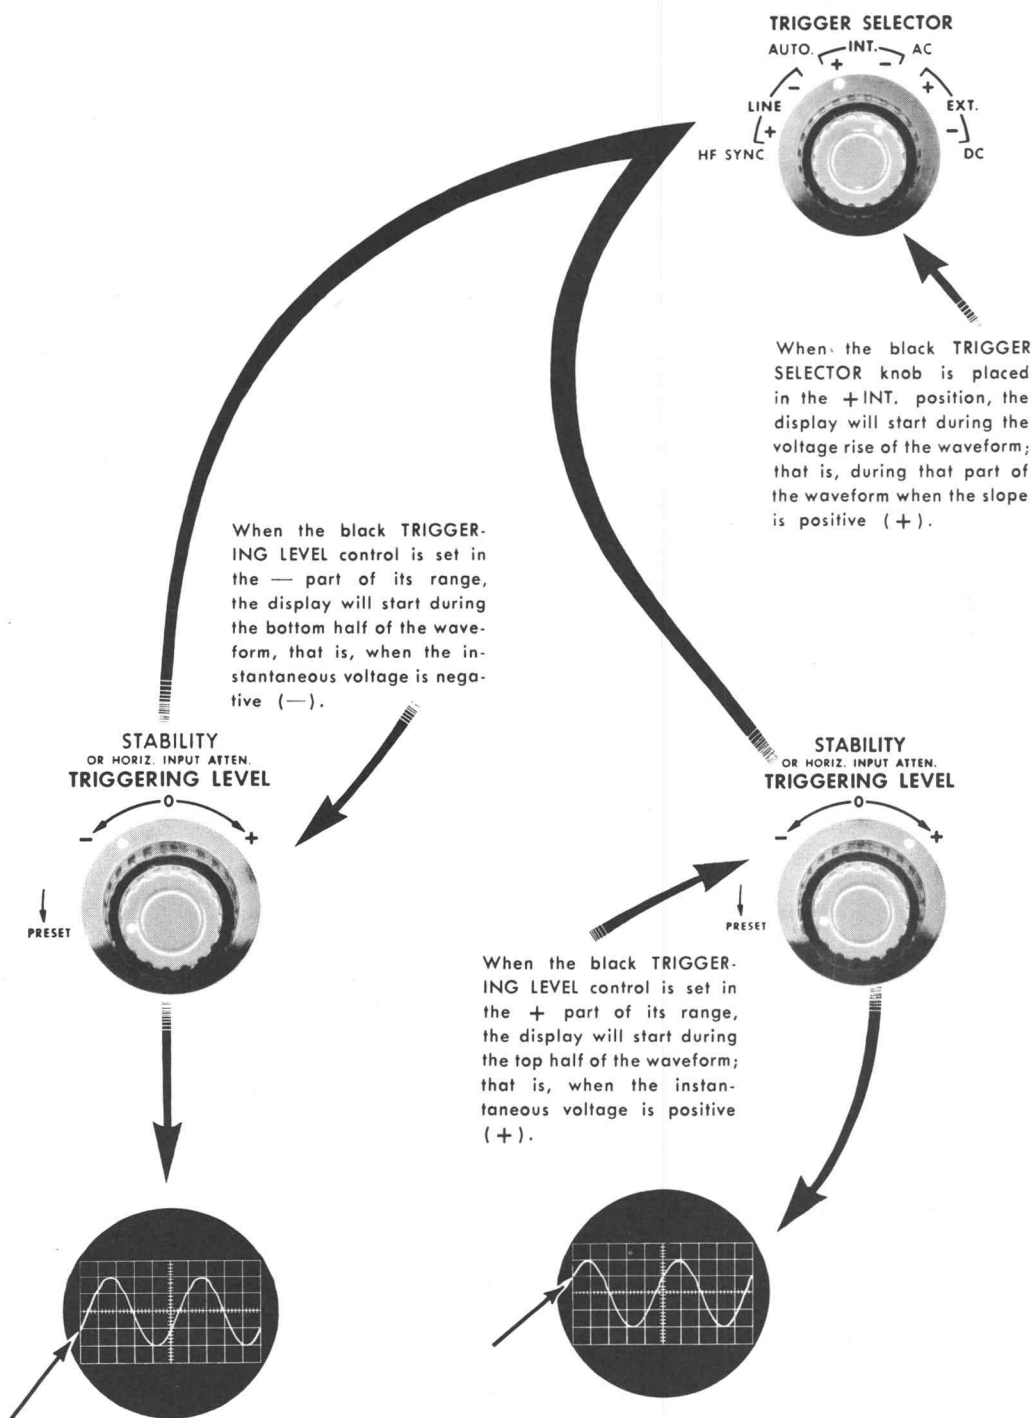 TRIGGER SELECTOR
AUTO. INT. AC
+ -
- +
LINE EXT.
+ -
HF SYNC DC
When the black TRIGGER
SELECTOR knob is placed
in the +INT. position, the
display will start during the
voltage rise of the waveform;
that is, during that part of
the waveform when the slope
is positive (+).
When the black TRIGGER-
ING LEVEL control is set in
the — part of its range,
the display will start during
the bottom half of the wave-
form, that is, when the in-
stantaneous voltage is nega-
tive (—).
STABILITY
OR HORIZ. INPUT ATTEN.
TRIGGERING LEVEL
0
- +
PRESET
STABILITY
OR HORIZ. INPUT ATTEN.
TRIGGERING LEVEL
0
- +
PRESET
When the black TRIGGER-
ING LEVEL control is set in
the + part of its range,
the display will start during
the top half of the waveform;
that is, when the instan-
taneous voltage is positive
(+).